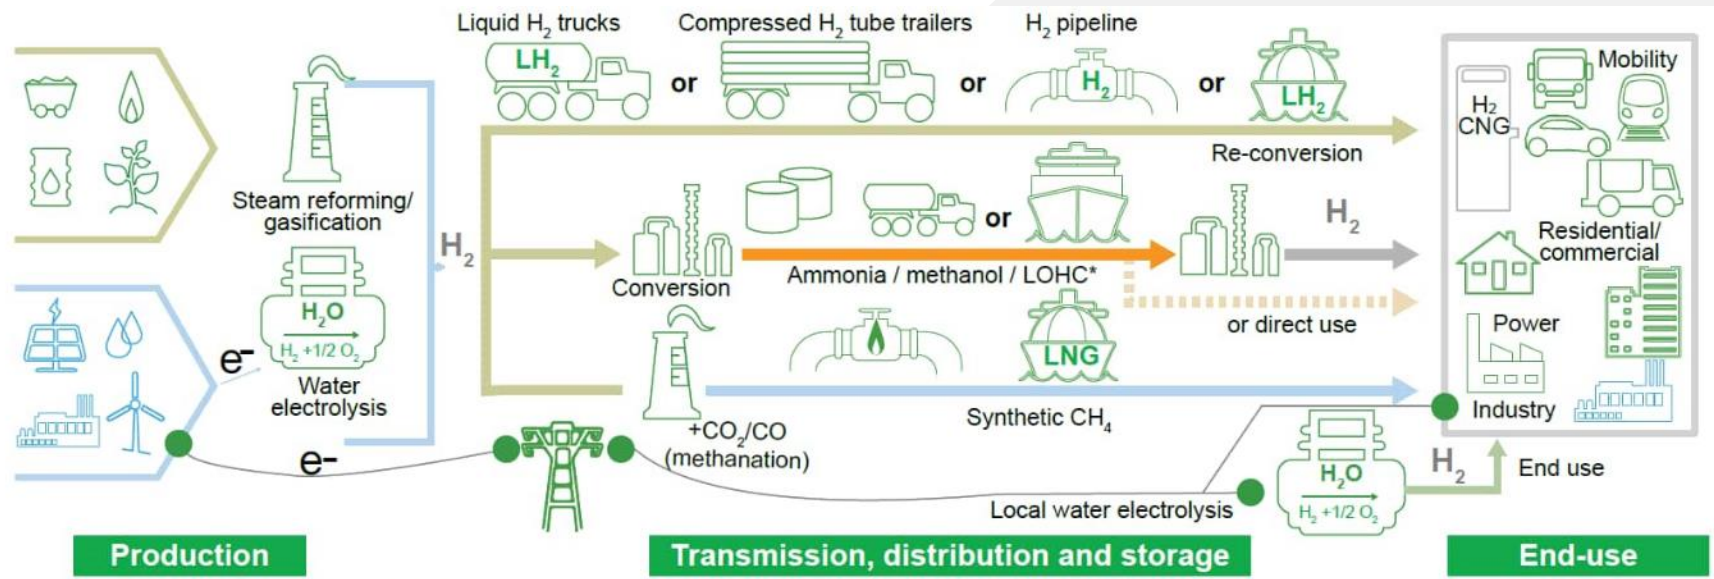 Liquid H₂ trucks
Compressed H₂ tube trailers
H₂ pipeline
LH₂
or
or
H₂
or
LH₂
Mobility
H₂
CNG
Steam reforming/
gasification
H₂
Re-conversion
or
H₂
Conversion
Ammonia / methanol / LOHC*
or direct use
Residential/
commercial
H₂O
H₂ +1/2 O₂
e⁻
Water
electrolysis
LNG
Power
Industry
Synthetic CH₄
+CO₂/CO
(methanation)
e⁻
Local water electrolysis
H₂O
H₂ +1/2 O₂
H₂
End use
Production
Transmission, distribution and storage
End-use